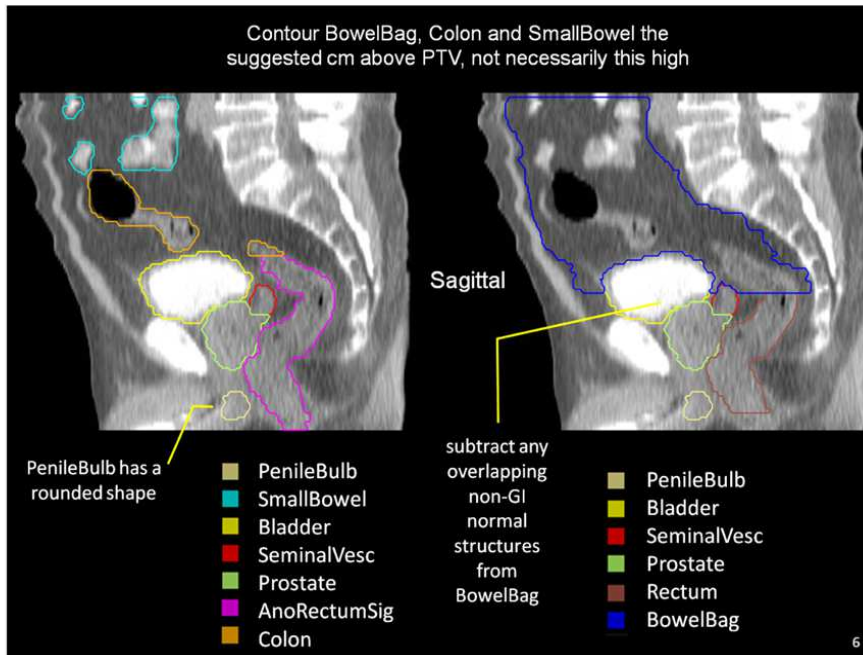 Contour BowelBag, Colon and SmallBowel the
suggested cm above PTV, not necessarily this high
Sagittal
PenileBulb has a
rounded shape
PenileBulb
SmallBowel
Bladder
SeminalVesc
Prostate
AnoRectumSig
Colon
subtract any
overlapping
non-GI
normal
structures
from
BowelBag
PenileBulb
Bladder
SeminalVesc
Prostate
Rectum
BowelBag
6